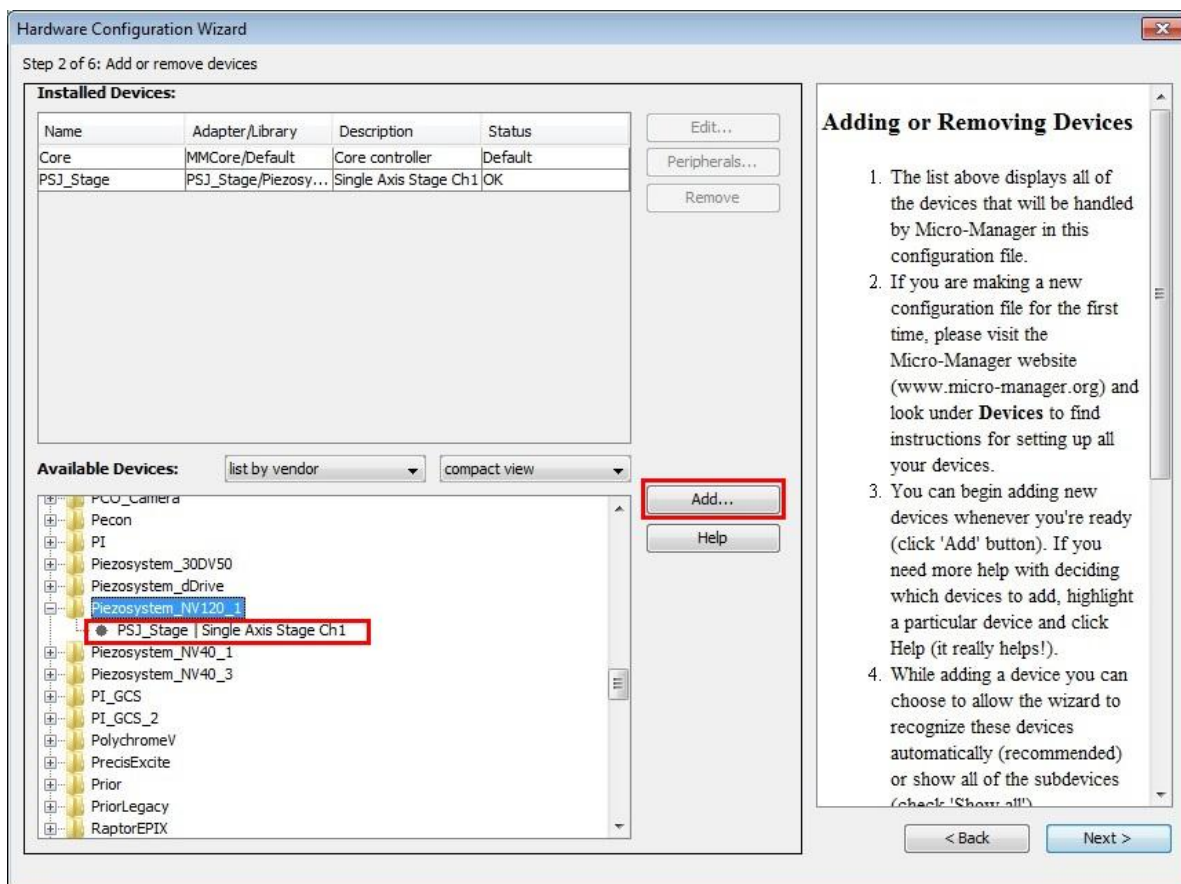 Hardware Configuration Wizard
Step 2 of 6: Add or remove devices
Installed Devices:
Name Adapter/Library Description Status
Core MMCore/Default Core controller Default
PSJ_Stage PSJ_Stage/Piezosy... Single Axis Stage Ch1 OK
Edit...
Peripherals...
Remove
Available Devices: list by vendor compact view
PCO_Camera
Pecon
PI
Piezosystem_30DV50
Piezosystem_dDrive
Piezosystem_NV120_1
PSJ_Stage | Single Axis Stage Ch1
Piezosystem_NV40_1
Piezosystem_NV40_3
PI_GCS
PI_GCS_2
PolychromeV
PrecisExcite
Prior
PriorLegacy
RaptorEPIX
Add...
Help
Adding or Removing Devices
1. The list above displays all of
the devices that will be handled
by Micro-Manager in this
configuration file.
2. If you are making a new
configuration file for the first
time, please visit the
Micro-Manager website
(www.micro-manager.org) and
look under Devices to find
instructions for setting up all
your devices.
3. You can begin adding new
devices whenever you're ready
(click 'Add' button). If you
need more help with deciding
which devices to add, highlight
a particular device and click
Help (it really helps!).
4. While adding a device you can
choose to allow the wizard to
recognize these devices
automatically (recommended)
or show all of the subdevices
(check 'Show all')
< Back
Next >